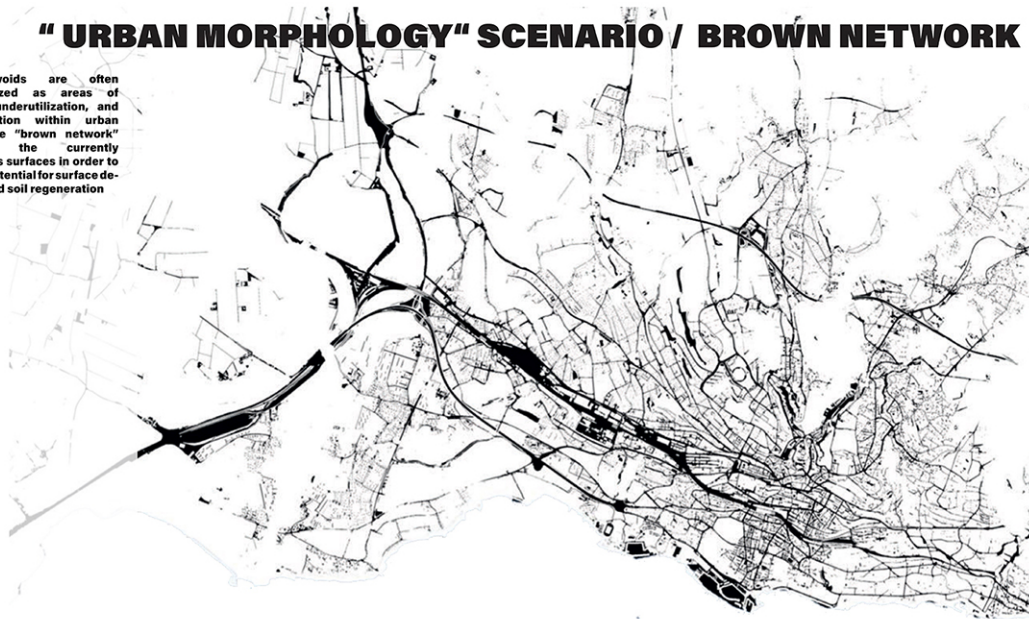 “ URBAN MORPHOLOGY“ SCENARIO / BROWN NETWORK
voids are often
zed as areas of
underutilization, and
tion within urban
e “brown network”
the currently
s surfaces in order to
tential for surface de-
d soil regeneration